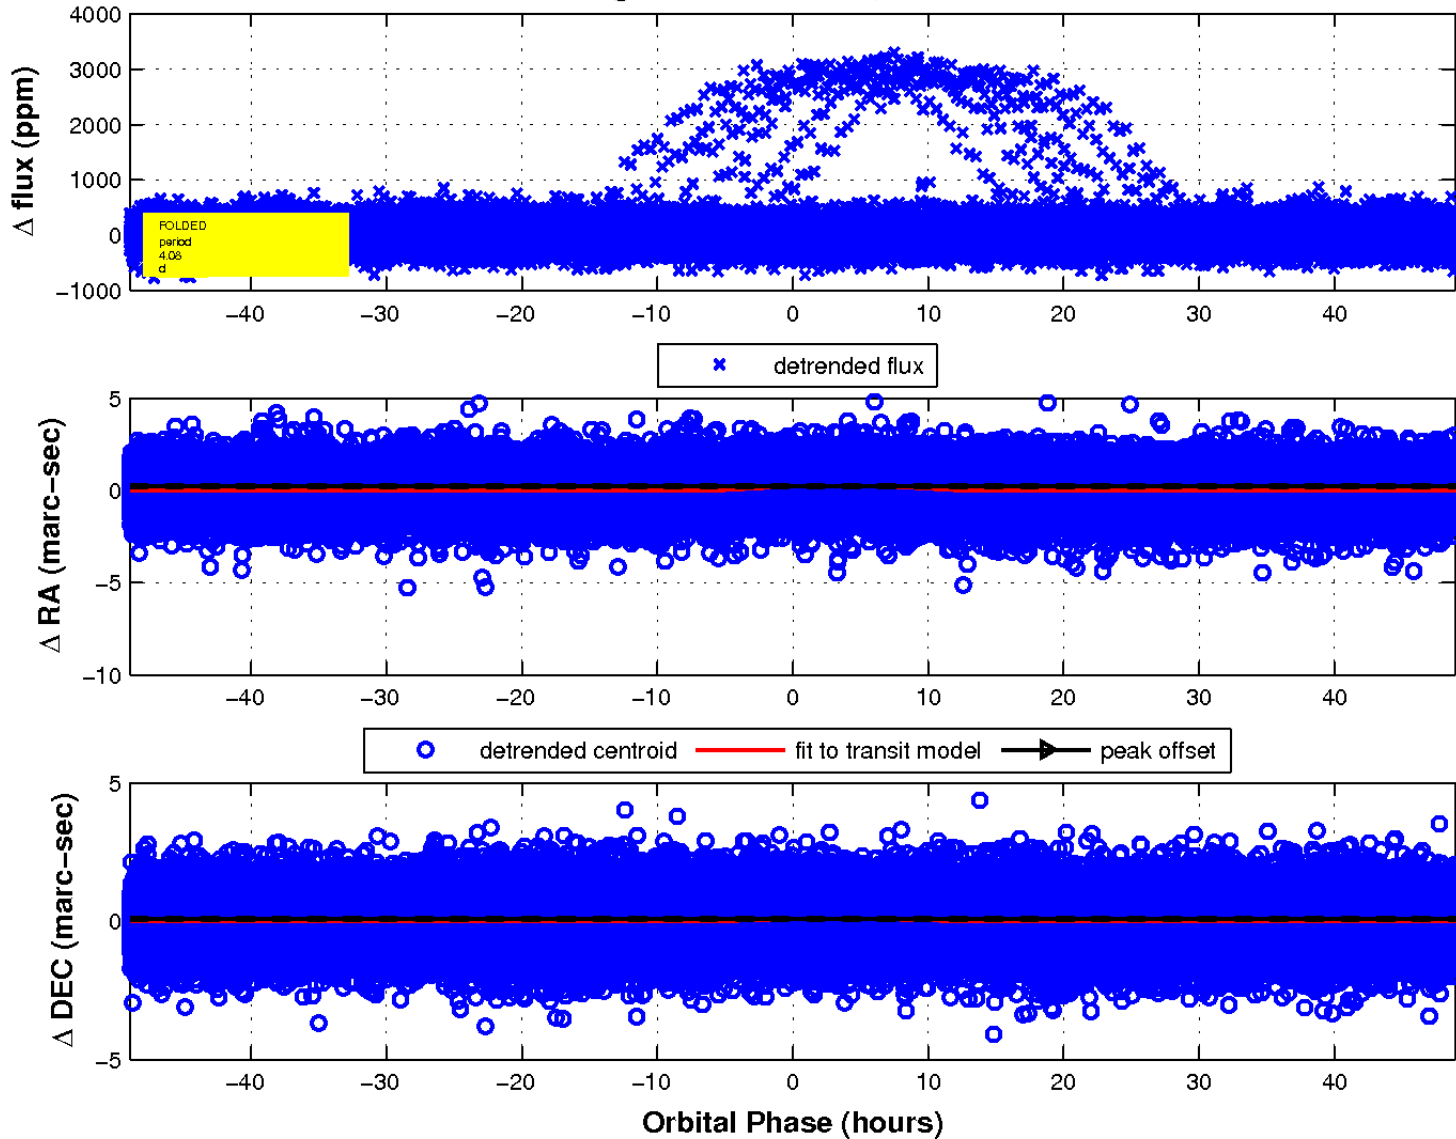 4000
3000
2000
1000
0
−1000
Δ flux (ppm)
FOLDED
period
4.08
d
−40 −30 −20 −10 0 10 20 30 40
detrended flux
5
0
−5
−10
Δ RA (marc−sec)
−40 −30 −20 −10 0 10 20 30 40
detrended centroid fit to transit model peak offset
5
0
−5
Δ DEC (marc−sec)
−40 −30 −20 −10 0 10 20 30 40
Orbital Phase (hours)